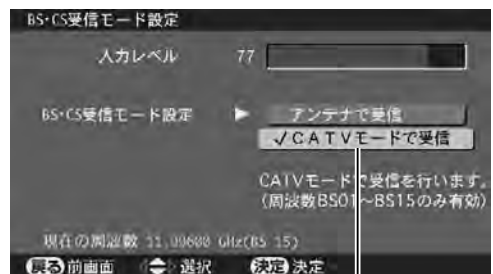 BS・CS受信モード設定
入力レベル 77
BS・CS受信モード設定 ▶ アンテナで受信
✓CATVモードで受信
CATVモードで受信を行います。
(周波数BS01～BS15のみ有効)
現在の周波数 11.99600 GHz(BS 15)
戻る 前画面 選択 決定 決定